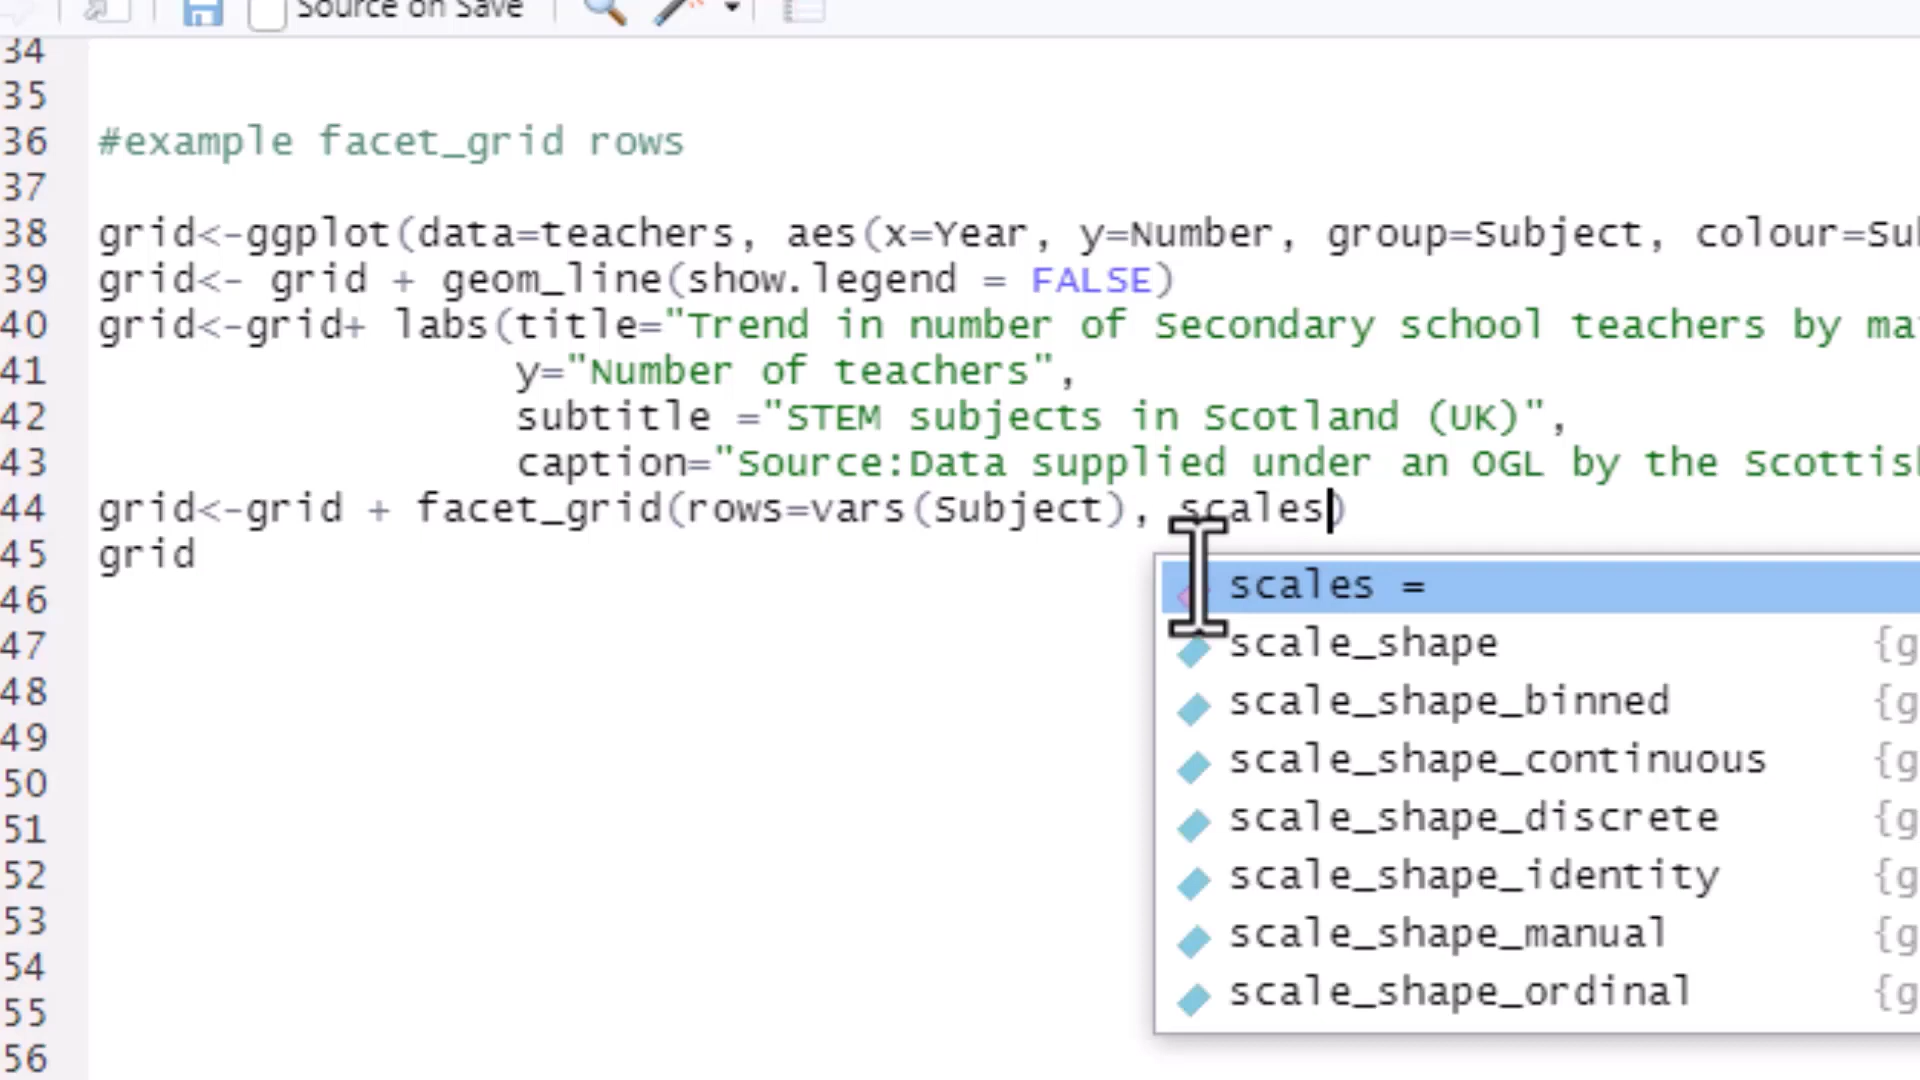 Source on Save
34
35
36 #example facet_grid rows
37
38 grid<-ggplot(data=teachers, aes(x=Year, y=Number, group=Subject, colour=Su
39 grid<- grid + geom_line(show.legend = FALSE)
40 grid<-grid+ labs(title="Trend in number of Secondary school teachers by ma
41 y="Number of teachers",
42 subtitle ="STEM subjects in Scotland (UK)",
43 caption="Source:Data supplied under an OGL by the Scottis
44 grid<-grid + facet_grid(rows=vars(Subject), scales)
45 grid
46 scales =
47 scale_shape {g
48 scale_shape_binned {g
49 scale_shape_continuous {g
50 scale_shape_discrete {g
51 scale_shape_identity {g
52 scale_shape_manual {g
53 scale_shape_ordinal {g
54
55
56